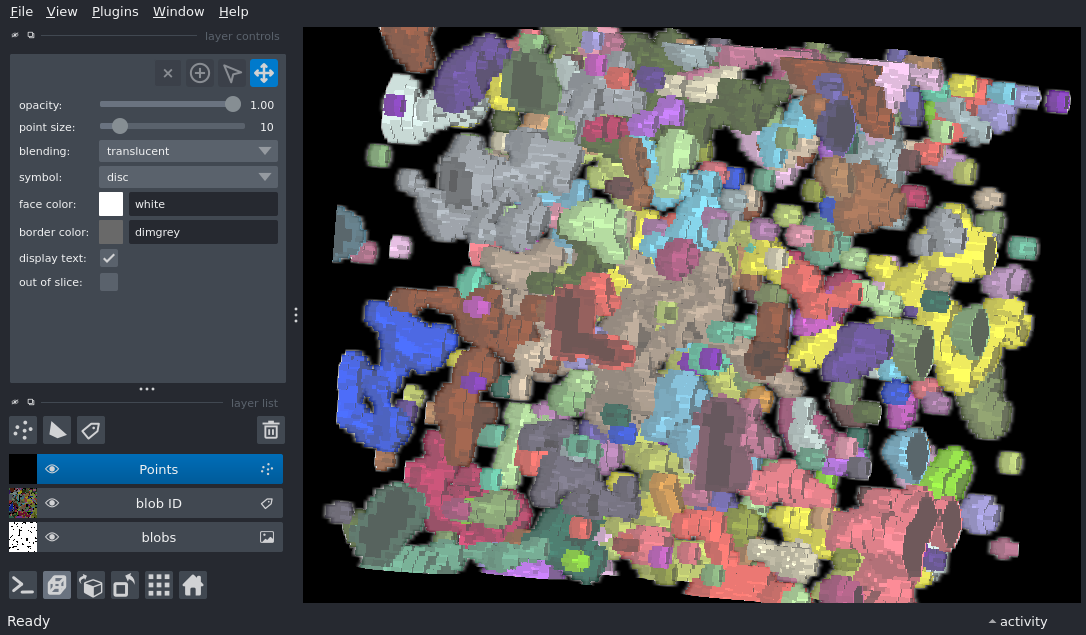 File View Plugins Window Help
layer controls
opacity: 1.00
point size: 10
blending: translucent
symbol: disc
face color: white
border color: dimgrey
display text:
out of slice:
layer list
Points
blob ID
blobs
Ready
activity